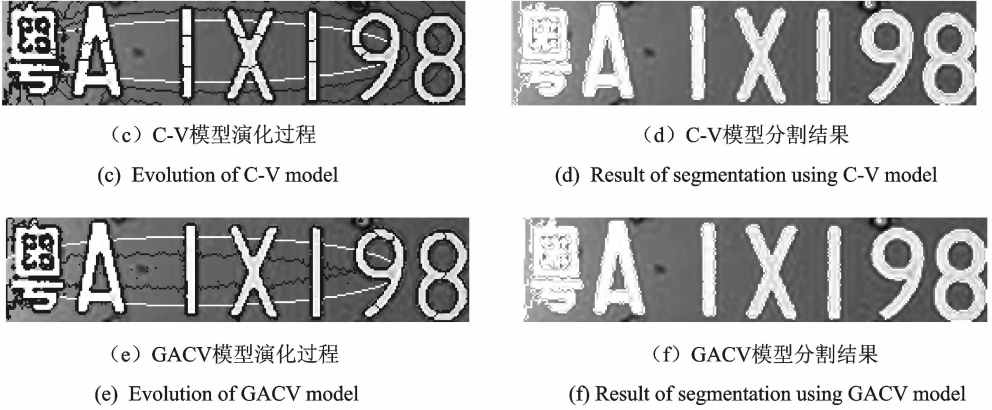 粤A 1X198
粤A 1X198
(c) C-V模型演化过程
(d) C-V模型分割结果
(c) Evolution of C-V model
(d) Result of segmentation using C-V model
粤A 1X198
粤A 1X198
(e) GACV模型演化过程
(f) GACV模型分割结果
(e) Evolution of GACV model
(f) Result of segmentation using GACV model